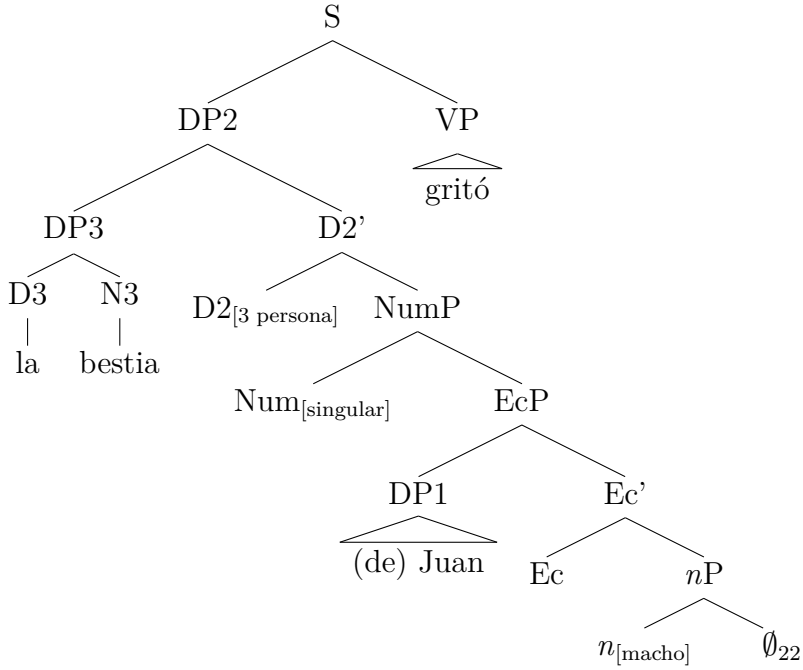 S
DP2 VP
gritó
DP3 D2'
D3 N3 D2[3 persona] NumP
la bestia
Num[singular] EcP
DP1 Ec'
(de) Juan Ec nP
n[macho] ∅22